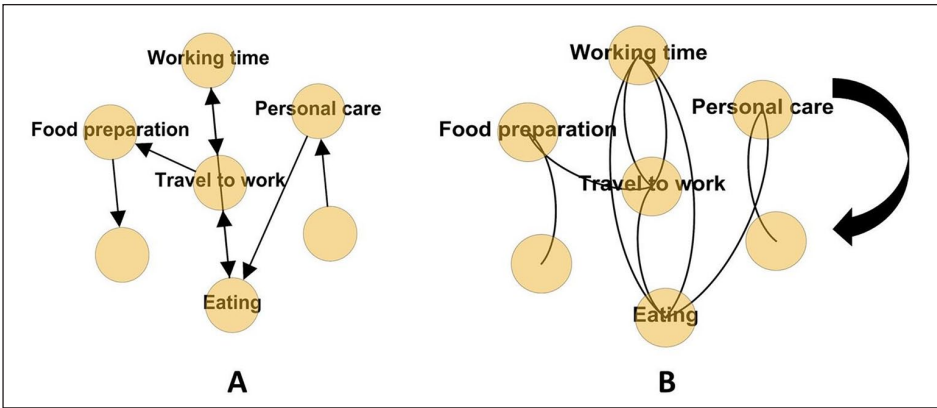 Working time
Personal care
Food preparation
Travel to work
Eating
A
Working time
Personal care
Food preparation
Travel to work
Eating
B